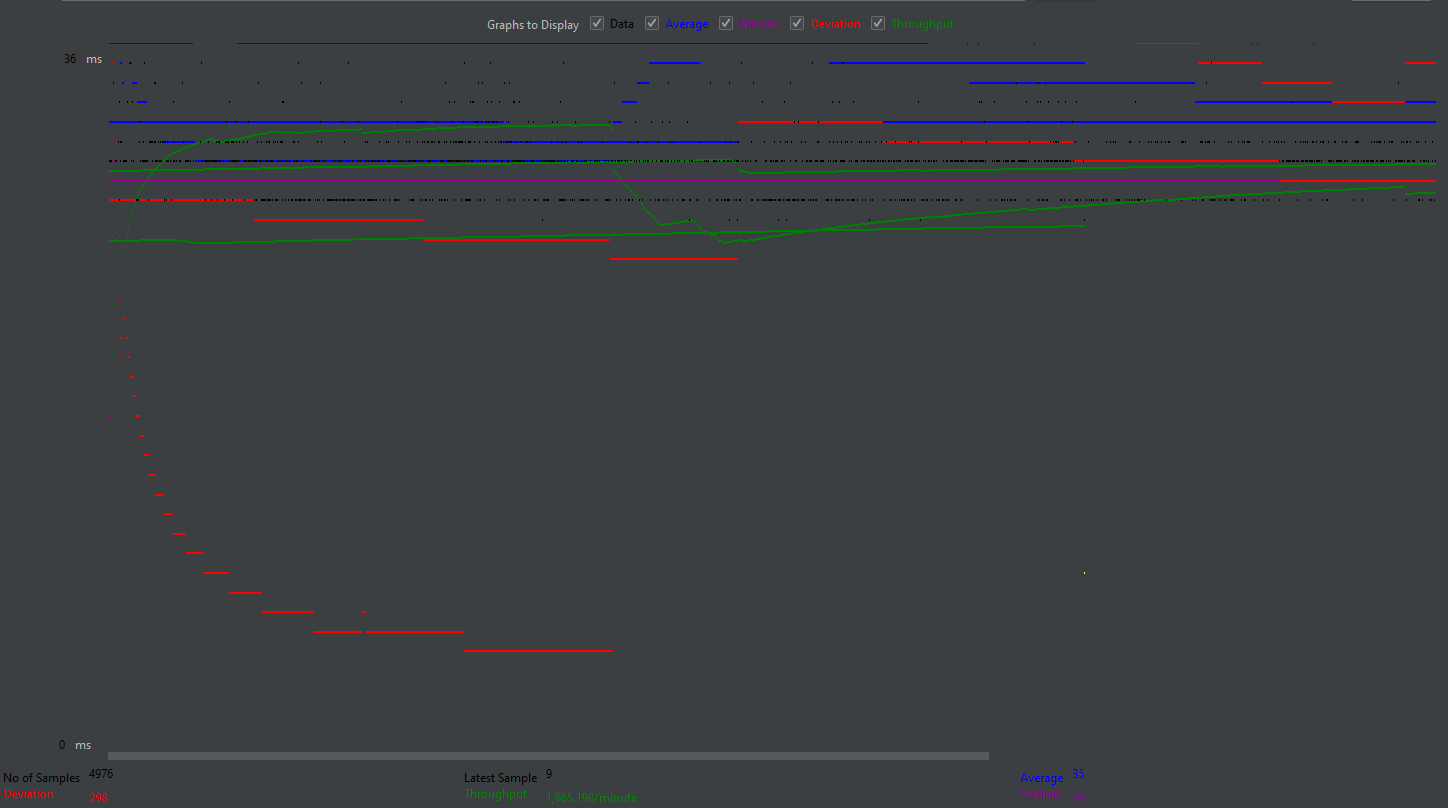 Graphs to Display Data Average Median Deviation Throughput
36 ms
0 ms
No of Samples 4976 Latest Sample 9 Average 35
Deviation 298 Throughput 1,665.198/minute Median